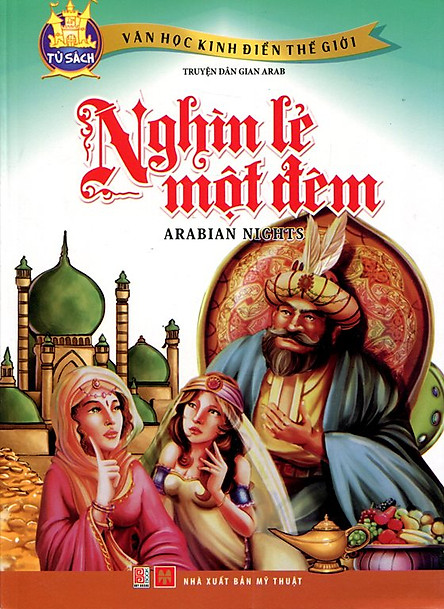 TỦ SÁCH
VĂN HỌC KINH ĐIỂN THẾ GIỚI
TRUYỆN DÂN GIAN ARAB
Nghìn lẻ
một đêm
ARABIAN NIGHTS
NHÀ XUẤT BẢN MỸ THUẬT